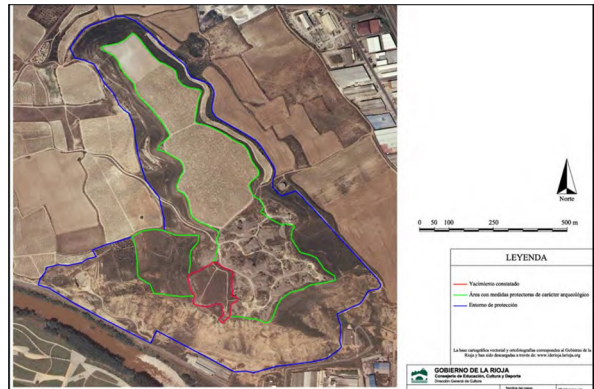 Norte
0 50 100 250 500 m
LEYENDA
Yacimiento constatado
Área con medidas protectoras de carácter arqueológico
Entorno de protección
La base cartográfica vectorial y ortofotografías corresponden al Gobierno de la
Rioja y han sido descargadas a través de: www.iderioja.larioja.org
GOBIERNO DE LA RIOJA
Consejería de Educación, Cultura y Deporte
Dirección General de Cultura